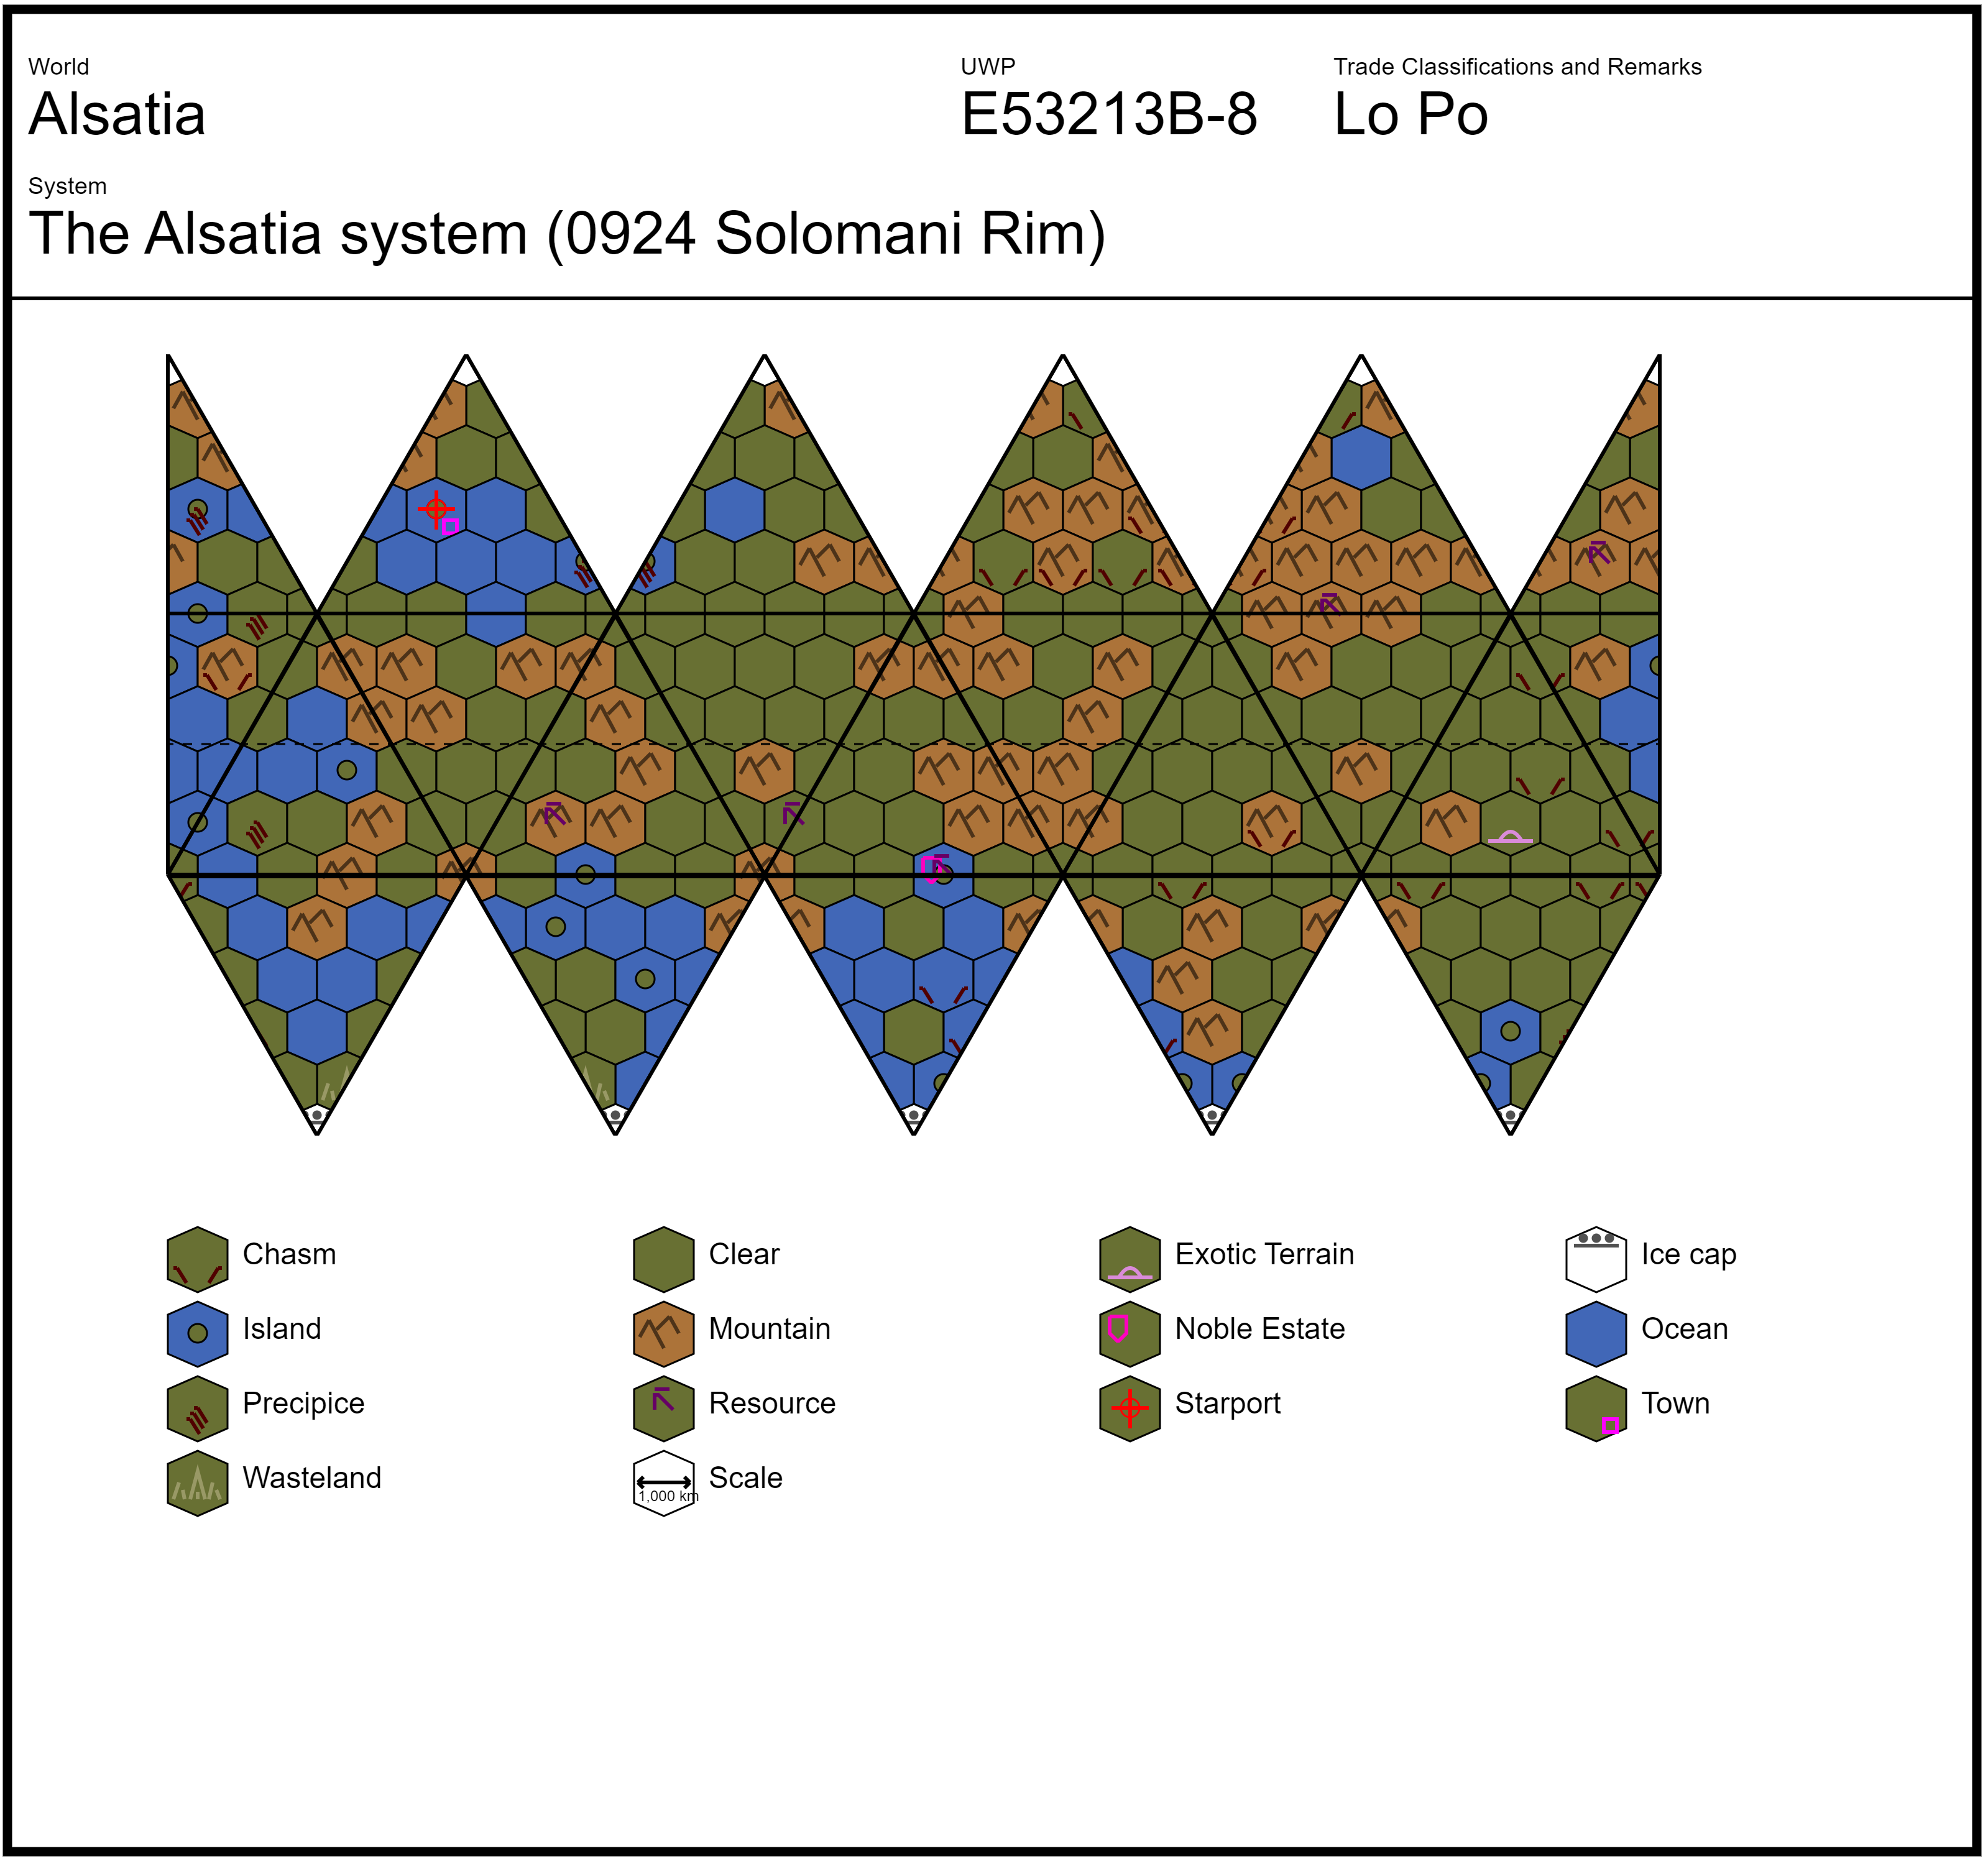 World
Alsatia
UWP
E53213B-8
Trade Classifications and Remarks
Lo Po
System
The Alsatia system (0924 Solomani Rim)
Chasm
Clear
Exotic Terrain
Ice cap
Island
Mountain
Noble Estate
Ocean
Precipice
Resource
Starport
Town
Wasteland
1,000 km
Scale